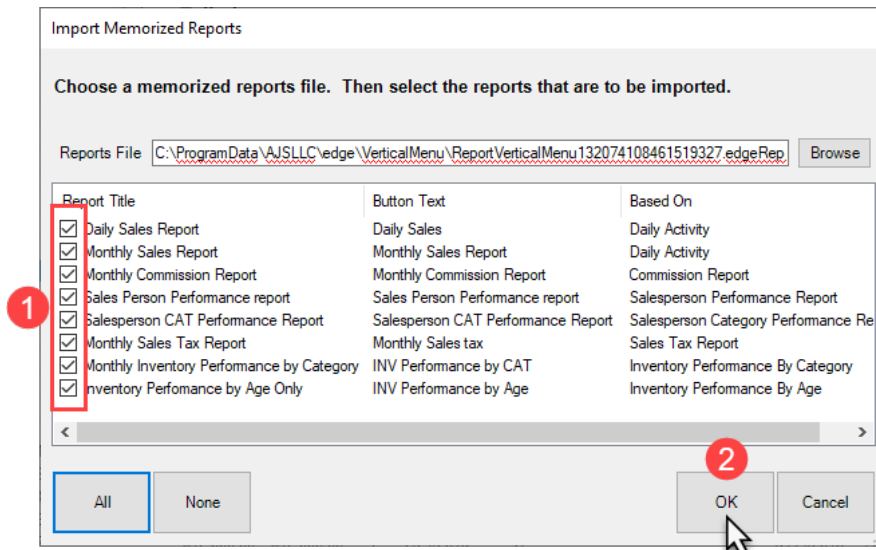 Import Memorized Reports
Choose a memorized reports file. Then select the reports that are to be imported.
Reports File C:\ProgramData\AJSLLC\edge\VerticalMenu\ReportVerticalMenu132074108461519327.edgeRep Browse
Report Title Button Text Based On
Daily Sales Report Daily Sales Daily Activity
Monthly Sales Report Monthly Sales Report Daily Activity
Monthly Commission Report Monthly Commission Report Commission Report
1 Sales Person Performance report Sales Person Performance report Salesperson Performance Report
Salesperson CAT Performance Report Salesperson CAT Performance Report Salesperson Category Performance Re
Monthly Sales Tax Report Monthly Sales tax Sales Tax Report
Monthly Inventory Performance by Category INV Performance by CAT Inventory Performance By Category
Inventory Perfomance by Age Only INV Performance by Age Inventory Performance By Age
2
All None OK Cancel